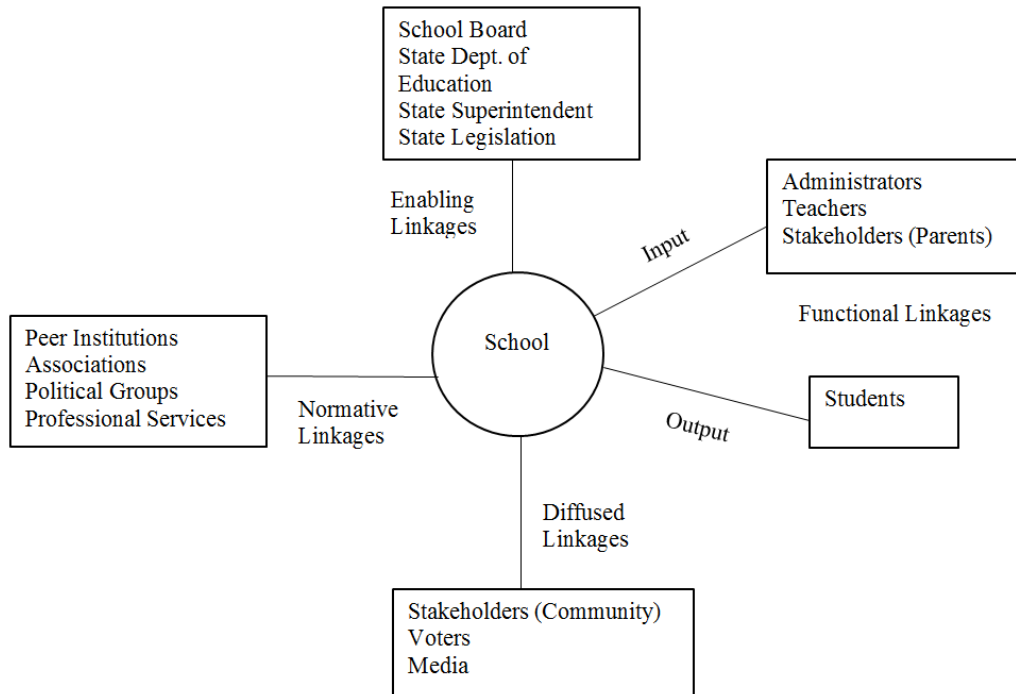 School Board
State Dept. of
Education
State Superintendent
State Legislation
Enabling
Linkages
Administrators
Teachers
Stakeholders (Parents)
Input
Functional Linkages
School
Peer Institutions
Associations
Political Groups
Professional Services
Normative
Linkages
Students
Output
Diffused
Linkages
Stakeholders (Community)
Voters
Media